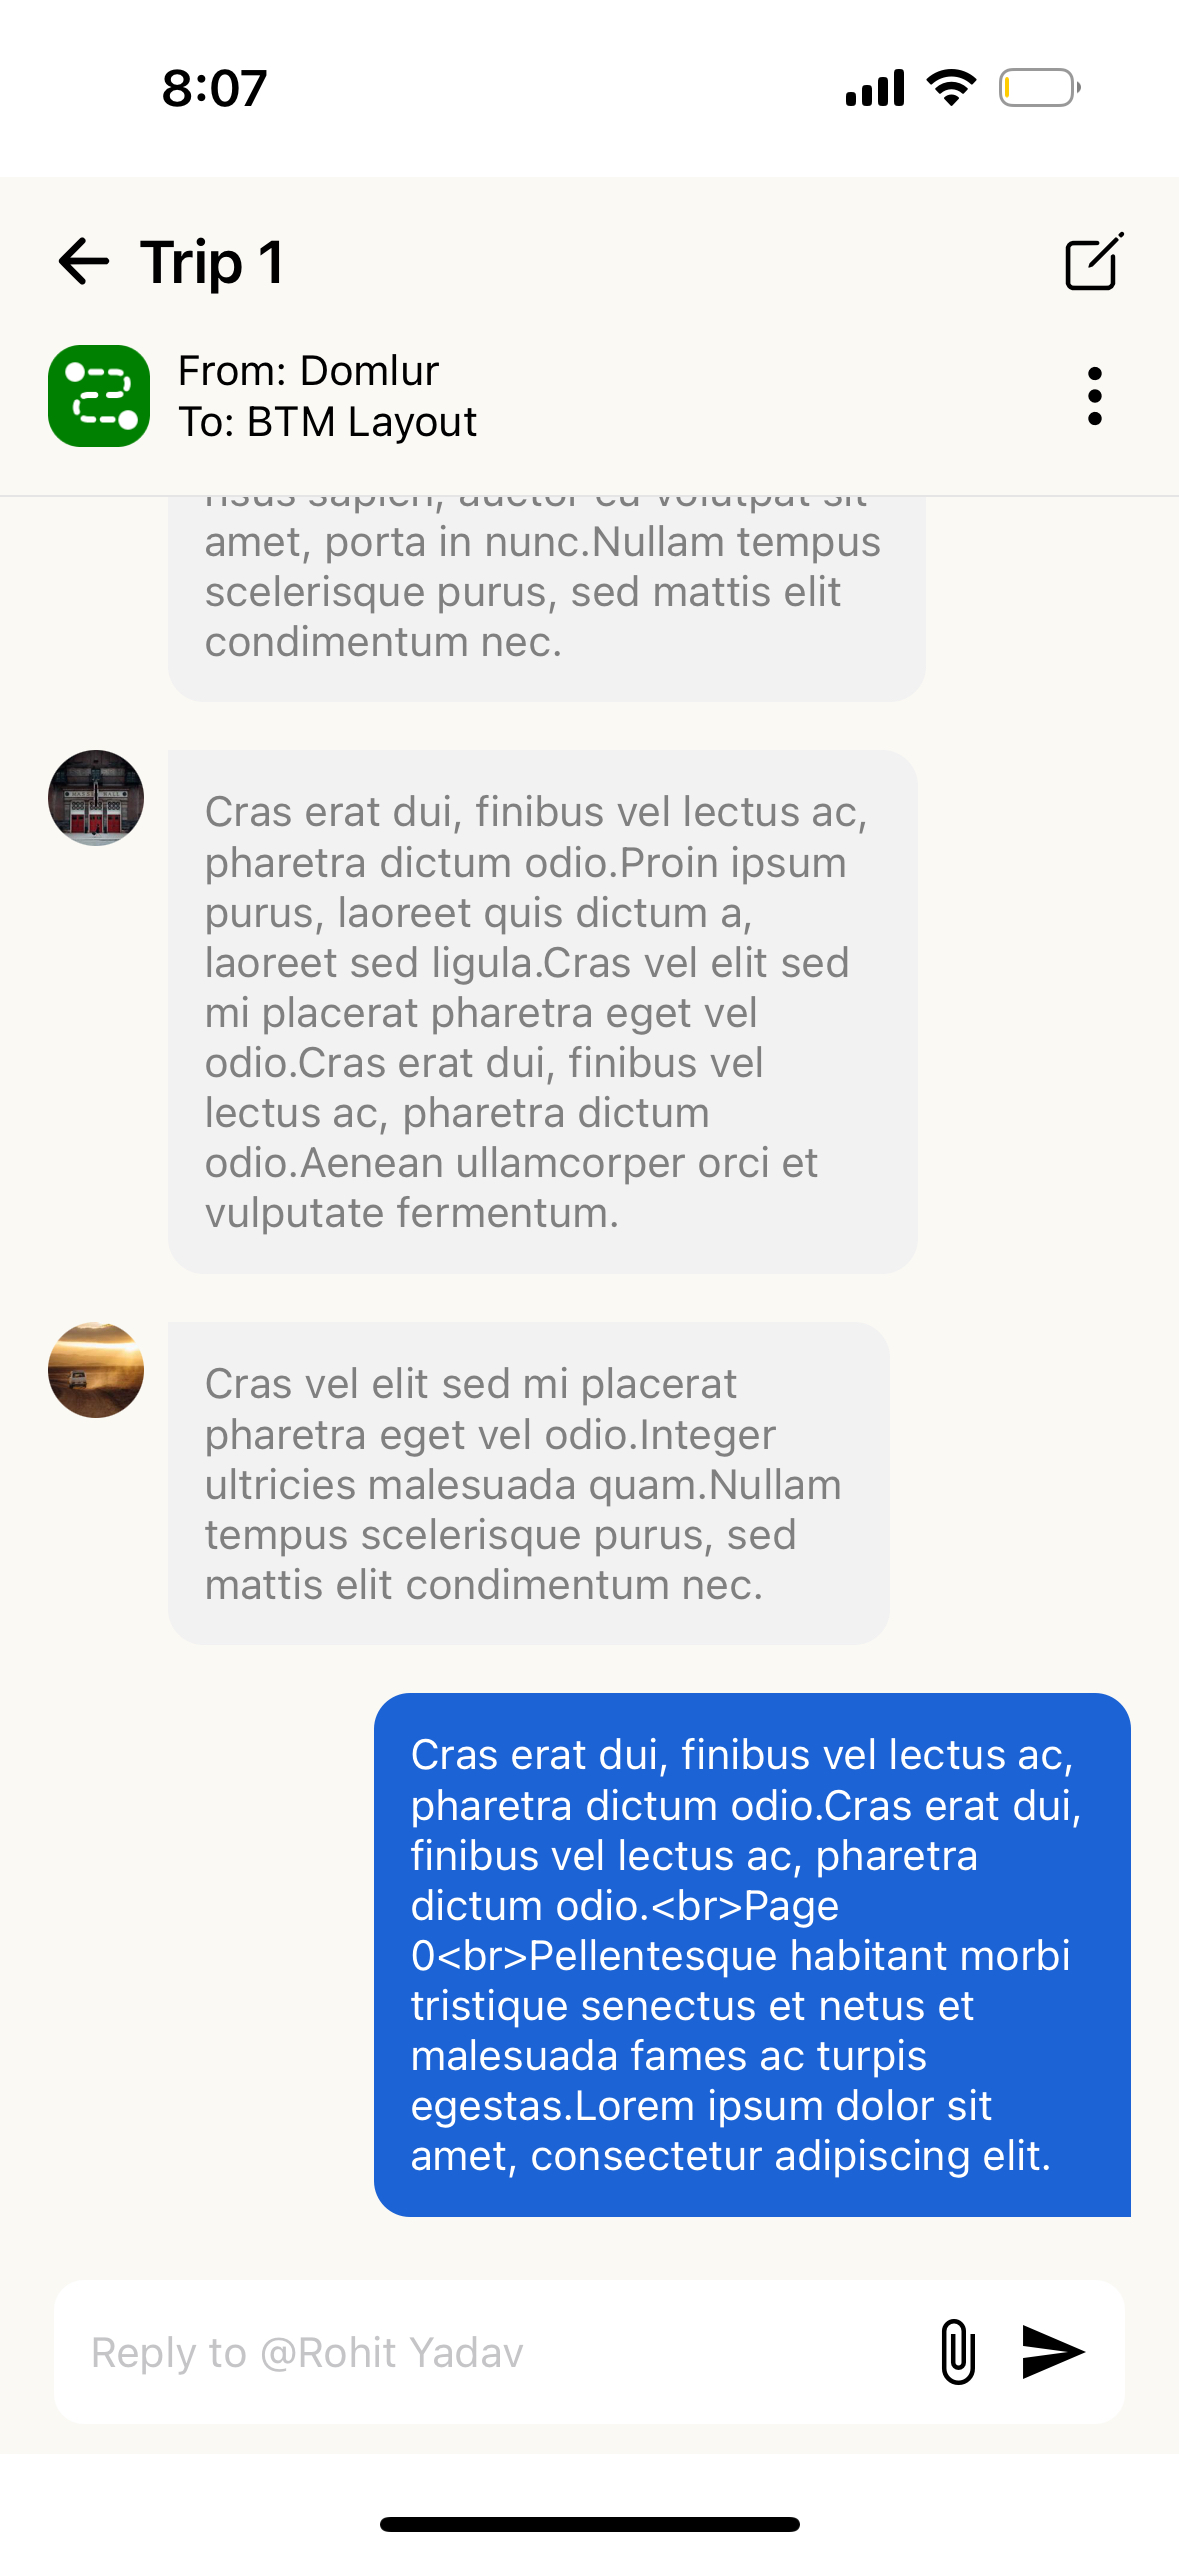 8:07
Trip 1
From: Domlur
To: BTM Layout
risus sapien, auctor eu volutpat sit
amet, porta in nunc.Nullam tempus
scelerisque purus, sed mattis elit
condimentum nec.
Cras erat dui, finibus vel lectus ac,
pharetra dictum odio.Proin ipsum
purus, laoreet quis dictum a,
laoreet sed ligula.Cras vel elit sed
mi placerat pharetra eget vel
odio.Cras erat dui, finibus vel
lectus ac, pharetra dictum
odio.Aenean ullamcorper orci et
vulputate fermentum.
Cras vel elit sed mi placerat
pharetra eget vel odio.Integer
ultricies malesuada quam.Nullam
tempus scelerisque purus, sed
mattis elit condimentum nec.
Cras erat dui, finibus vel lectus ac,
pharetra dictum odio.Cras erat dui,
finibus vel lectus ac, pharetra
dictum odio.<br>Page
0<br>Pellentesque habitant morbi
tristique senectus et netus et
malesuada fames ac turpis
egestas.Lorem ipsum dolor sit
amet, consectetur adipiscing elit.
Reply to @Rohit Yadav